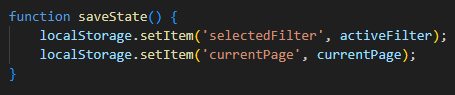 function saveState() {
    localStorage.setItem('selectedFilter', activeFilter);
    localStorage.setItem('currentPage', currentPage);
}